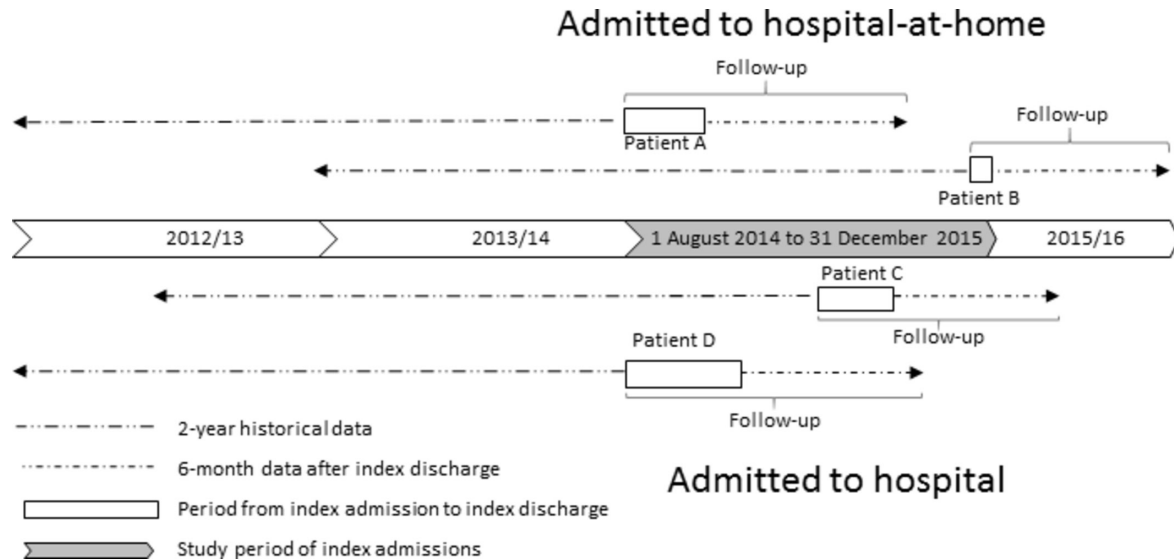 Admitted to hospital-at-home
Follow-up
Patient A
Follow-up
Patient B
2012/13
2013/14
1 August 2014 to 31 December 2015
2015/16
Patient C
Follow-up
Patient D
Follow-up
2-year historical data
6-month data after index discharge
Admitted to hospital
Period from index admission to index discharge
Study period of index admissions